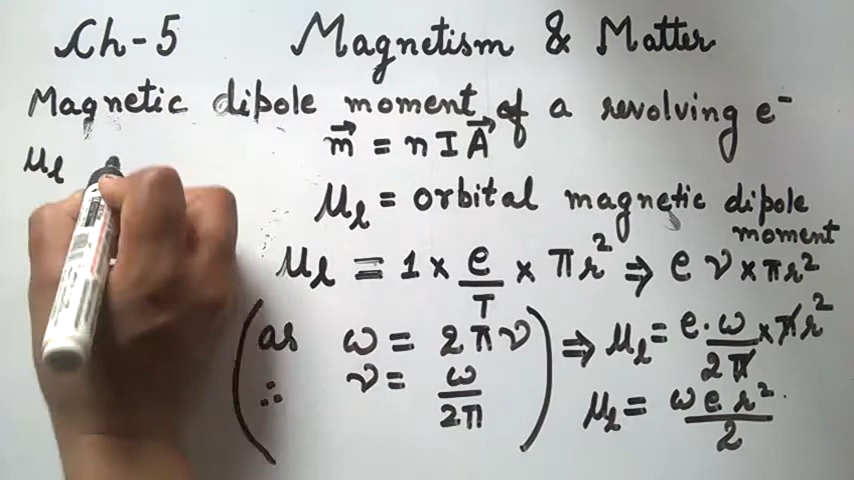 Ch-5 Magnetism & Matter
Magnetic dipole moment of a revolving e⁻
m⃗ = nIA⃗
μₗ
μₗ = orbital magnetic dipole moment
μₗ = 1 × e/T × πr² ⇒ eν × πr²
(as ω = 2πν ∴ ν = ω/2π) ⇒ μₗ = e·ω/2π × πr²
μₗ = ωer²/2